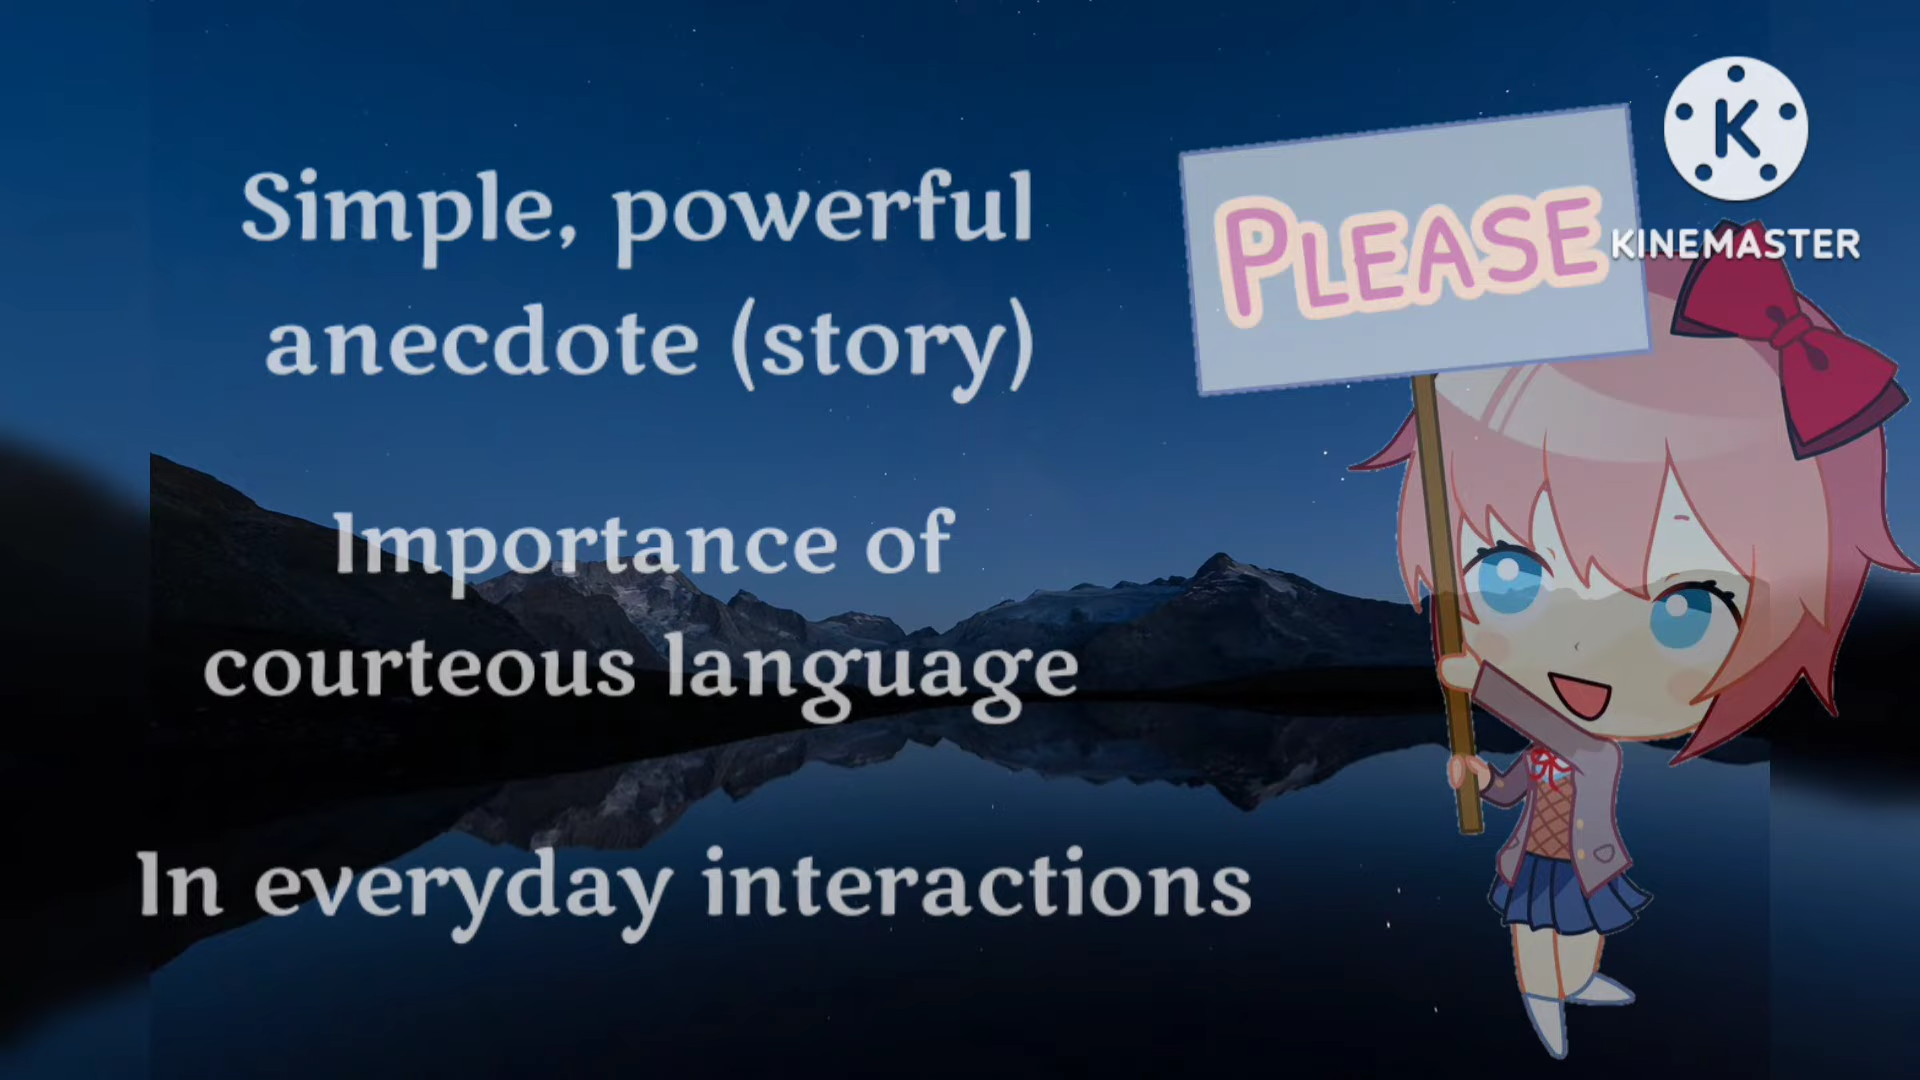 Simple, powerful
anecdote (story)
Importance of
courteous language
In everyday interactions
PLEASE
K
KINEMASTER